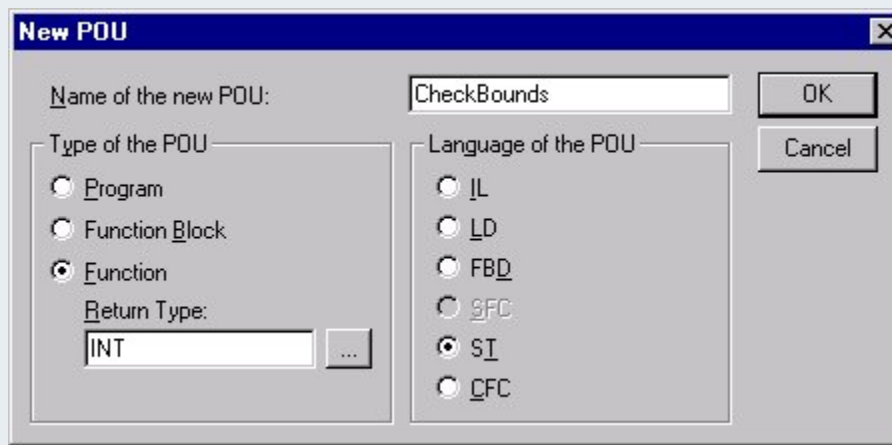 New POU
Name of the new POU:
CheckBounds
OK
Cancel
Type of the POU
Program
Function Block
Function
Return Type:
INT
...
Language of the POU
IL
LD
FBD
SFC
ST
CFC